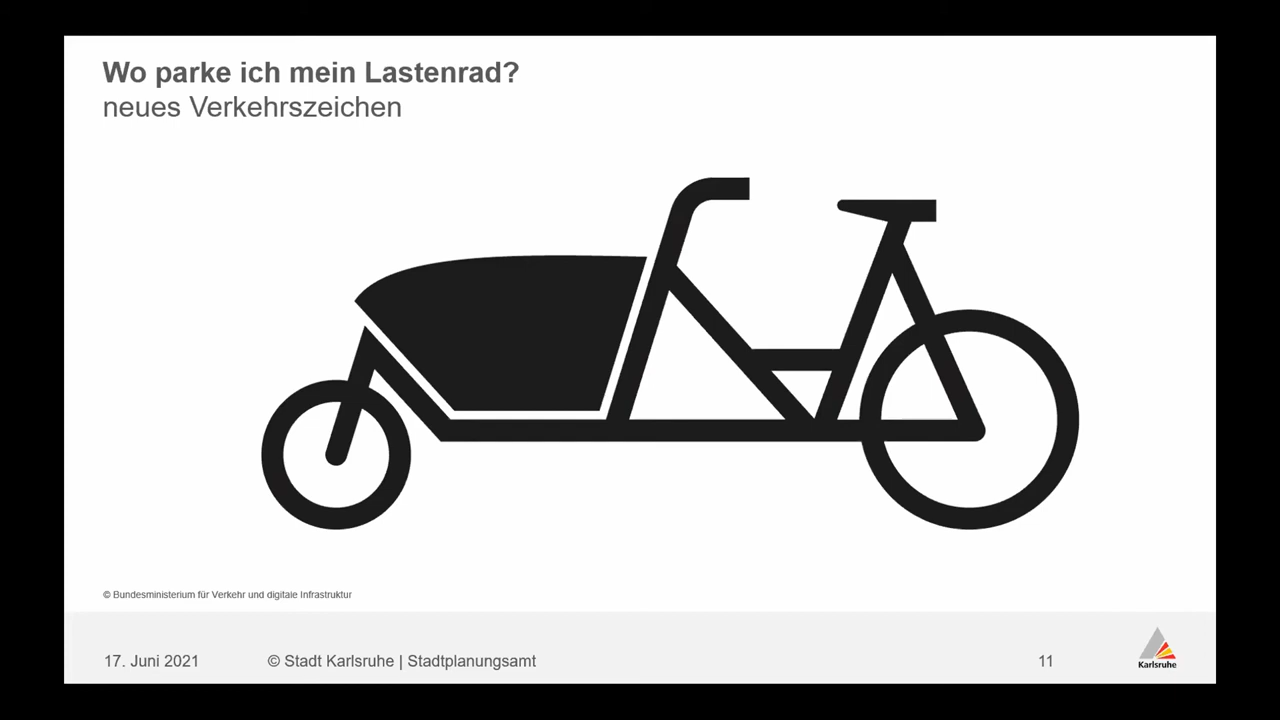 Wo parke ich mein Lastenrad?
neues Verkehrszeichen
© Bundesministerium für Verkehr und digitale Infrastruktur
17. Juni 2021
© Stadt Karlsruhe | Stadtplanungsamt
11
Karlsruhe